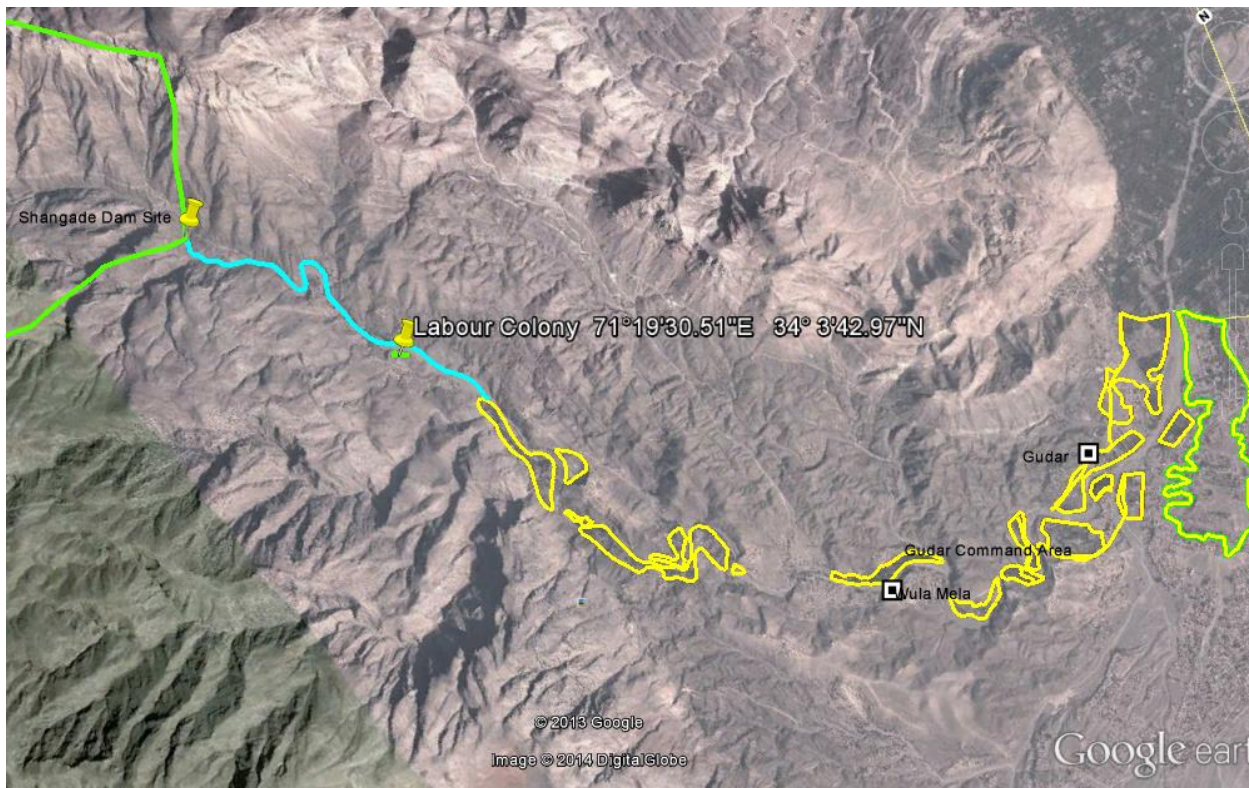 N
Shangade Dam Site
Labour Colony 71°19'30.51"E 34° 3'42.97"N
Gudar
Gudar Command Area
Wula Mela
© 2013 Google
Image © 2014 DigitalGlobe
Google eart